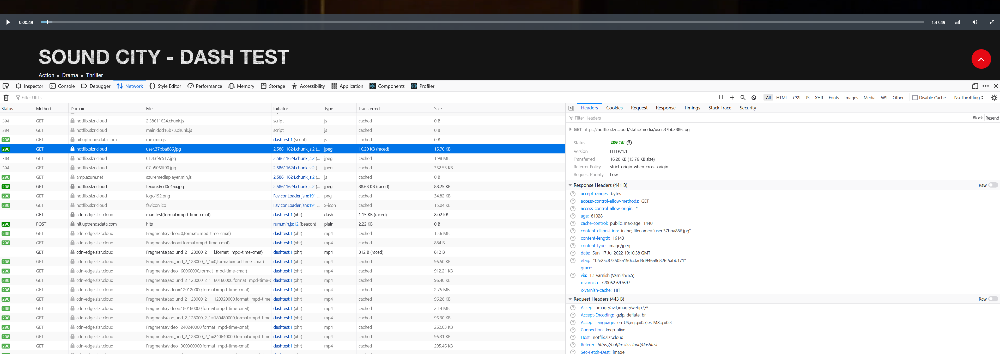 0:00:49
1:47:49
SOUND CITY - DASH TEST
Action • Drama • Thriller
Inspector Console Debugger Network Style Editor Performance Memory Storage Accessibility Application Components Profiler
Filter URLs
All HTML CSS JS XHR Fonts Images Media WS Other Disable Cache No Throttling
Status Method Domain File Initiator Type Transferred Size
304 GET notflix.slzr.cloud 2.58611624.chunk.js script js cached 0 B
304 GET notflix.slzr.cloud main.ddd16b73.chunk.js script js cached 0 B
200 GET hit.uptrendsdata.com rum.min.js dashtest:1 (script) js cached 0 B
200 GET notflix.slzr.cloud user.37bba886.jpg 2.58611624.chunk.js:2 (... jpeg 16.20 KB (raced) 15.76 KB
304 GET notflix.slzr.cloud 01.43f9c517.jpg 2.58611624.chunk.js:2 (... jpeg cached 1.98 MB
304 GET notflix.slzr.cloud 07.a5066f90.jpg 2.58611624.chunk.js:2 (... jpeg cached 352.53 KB
200 GET amp.azure.net azuremediaplayer.min.js 2.58611624.chunk.js:2 (... js cached 0 B
200 GET notflix.slzr.cloud texure.6cd0e4aa.jpg 2.58611624.chunk.js:2 (... jpeg 88.68 KB (raced) 88.25 KB
200 GET notflix.slzr.cloud logo192.png FaviconLoader.jsm:191 ... png cached 34.82 KB
200 GET notflix.slzr.cloud favicon.ico FaviconLoader.jsm:191 ... x-icon cached 15.04 KB
GET cdn-edge.slzr.cloud manifest(format=mpd-time-cmaf) dashtest:1 (xhr) dash 1.15 KB (raced) 8.02 KB
200 POST hit.uptrendsdata.com hits rum.min.js:12 (beacon) plain 2.22 KB 0 B
200 GET cdn-edge.slzr.cloud Fragments(video=0,format=mpd-time-cmaf) dashtest:1 (xhr) mp4 cached 1.56 MB
200 GET cdn-edge.slzr.cloud Fragments(video=i,format=mpd-time-cmaf) dashtest:1 (xhr) mp4 cached 884 B
GET cdn-edge.slzr.cloud Fragments(aac_und_2_128000_2_1=i,format=mpd-time-cmaf) dashtest:1 (xhr) mp4 812 B (raced) 812 B
200 GET cdn-edge.slzr.cloud Fragments(aac_und_2_128000_2_1=0,format=mpd-time-cmaf) dashtest:1 (xhr) mp4 cached 96.50 KB
200 GET cdn-edge.slzr.cloud Fragments(video=60060000,format=mpd-time-cmaf) dashtest:1 (xhr) mp4 cached 912.21 KB
200 GET cdn-edge.slzr.cloud Fragments(aac_und_2_128000_2_1=60160000,format=mpd-time-c dashtest:1 (xhr) mp4 cached 96.40 KB
200 GET cdn-edge.slzr.cloud Fragments(video=120120000,format=mpd-time-cmaf) dashtest:1 (xhr) mp4 cached 2.75 MB
200 GET cdn-edge.slzr.cloud Fragments(aac_und_2_128000_2_1=120320000,format=mpd-time- dashtest:1 (xhr) mp4 cached 96.28 KB
200 GET cdn-edge.slzr.cloud Fragments(video=180180000,format=mpd-time-cmaf) dashtest:1 (xhr) mp4 cached 2.14 MB
200 GET cdn-edge.slzr.cloud Fragments(aac_und_2_128000_2_1=180480000,format=mpd-time- dashtest:1 (xhr) mp4 cached 96.30 KB
200 GET cdn-edge.slzr.cloud Fragments(video=240240000,format=mpd-time-cmaf) dashtest:1 (xhr) mp4 cached 262.03 KB
200 GET cdn-edge.slzr.cloud Fragments(aac_und_2_128000_2_1=240640000,format=mpd-time- dashtest:1 (xhr) mp4 cached 96.31 KB
200 GET cdn-edge.slzr.cloud Fragments(video=300300000,format=mpd-time-cmaf) dashtest:1 (xhr) mp4 cached 295.46 KB
Headers Cookies Request Response Timings Stack Trace Security
Filter Headers Block Resend
GET https://notflix.slzr.cloud/static/media/user.37bba886.jpg
Status 200 OK
Version HTTP/1.1
Transferred 16.20 KB (15.76 KB size)
Referrer Policy strict-origin-when-cross-origin
Request Priority Low
Response Headers (441 B) Raw
accept-ranges: bytes
access-control-allow-methods: GET
access-control-allow-origin: *
age: 81028
cache-control: public, max-age=1440
content-disposition: inline; filename="user.37bba886.jpg"
content-length: 16143
content-type: image/jpeg
date: Sun, 17 Jul 2022 19:16:38 GMT
etag: "12e25c873505a190ccfad3d946a8e826f5abb171"
grace:
via: 1.1 varnish (Varnish/6.5)
x-varnish: 720062 697697
x-varnish-cache: HIT
Request Headers (443 B) Raw
Accept: image/avif,image/webp,*/*
Accept-Encoding: gzip, deflate, br
Accept-Language: en-US,en;q=0.7,es-MX;q=0.3
Connection: keep-alive
Host: notflix.slzr.cloud
Referer: https://notflix.slzr.cloud/dashtest
Sec-Fetch-Dest: image